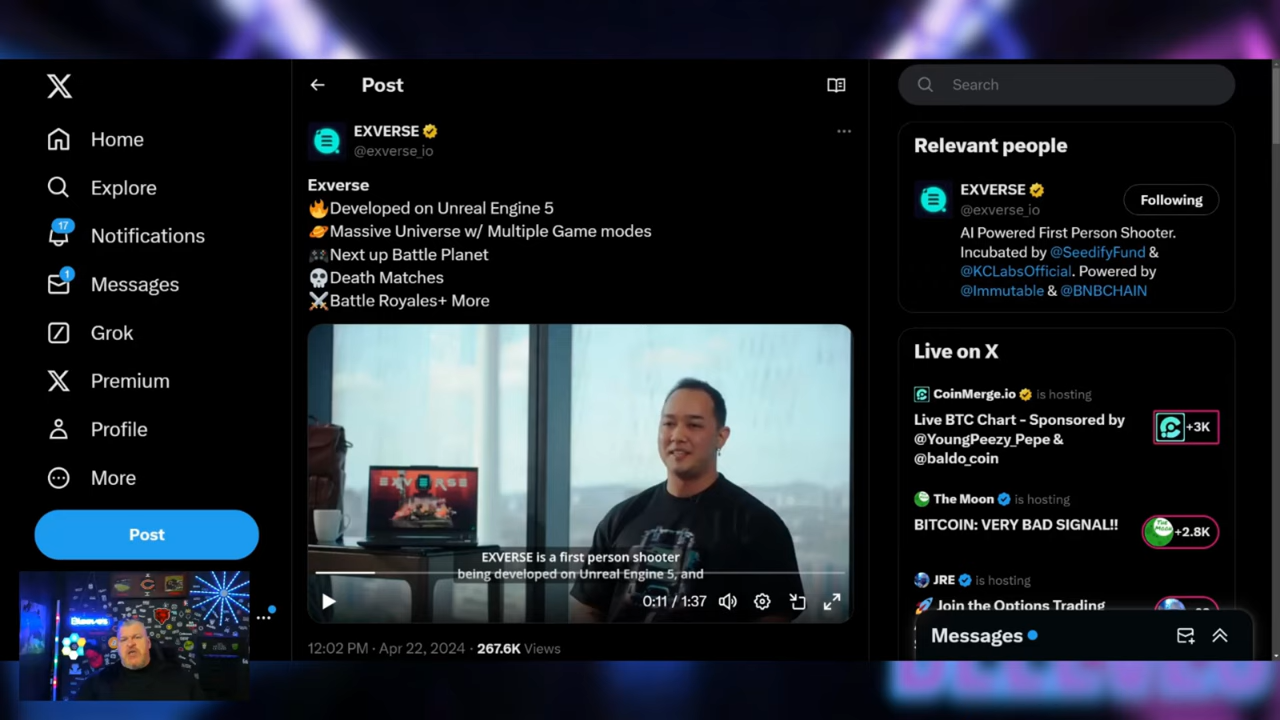 Post
Search
EXVERSE
@exverse_io
Exverse
🔥Developed on Unreal Engine 5
🪐Massive Universe w/ Multiple Game modes
🎮Next up Battle Planet
💀Death Matches
⚔️Battle Royales+ More
EXVERSE
EXVERSE is a first person shooter
being developed on Unreal Engine 5, and
0:11 / 1:37
12:02 PM · Apr 22, 2024 · 267.6K Views
Home
Explore
17
Notifications
1
Messages
Grok
Premium
Profile
More
Post
Relevant people
EXVERSE
@exverse_io
Following
AI Powered First Person Shooter.
Incubated by @SeedifyFund &
@KCLabsOfficial. Powered by
@Immutable & @BNBCHAIN
Live on X
CoinMerge.io is hosting
Live BTC Chart - Sponsored by
@YoungPeezy_Pepe &
@baldo_coin
+3K
The Moon is hosting
BITCOIN: VERY BAD SIGNAL!!
+2.8K
JRE is hosting
🚀 Join the Options Trading
Messages